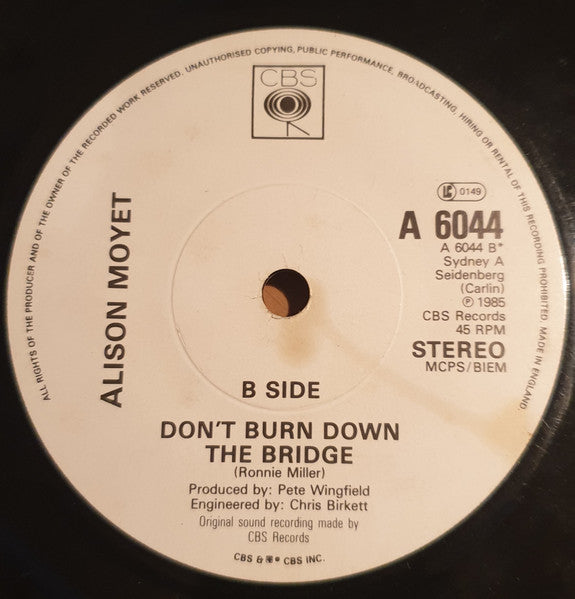 ALL RIGHTS OF THE PRODUCER AND OF THE OWNER OF THE RECORDED WORK RESERVED. UNAUTHORISED COPYING, PUBLIC PERFORMANCE, BROADCASTING, HIRING OR RENTAL OF THIS RECORDING PROHIBITED. MADE IN ENGLAND.
CBS
ALISON MOYET
LC 0149
A 6044
A 6044 B*
Sydney A
Seidenberg
(Carlin)
℗ 1985
CBS Records
45 RPM
STEREO
MCPS/BIEM
B SIDE
DON'T BURN DOWN
THE BRIDGE
(Ronnie Miller)
Produced by: Pete Wingfield
Engineered by: Chris Birkett
Original sound recording made by
CBS Records
CBS & CBS INC.